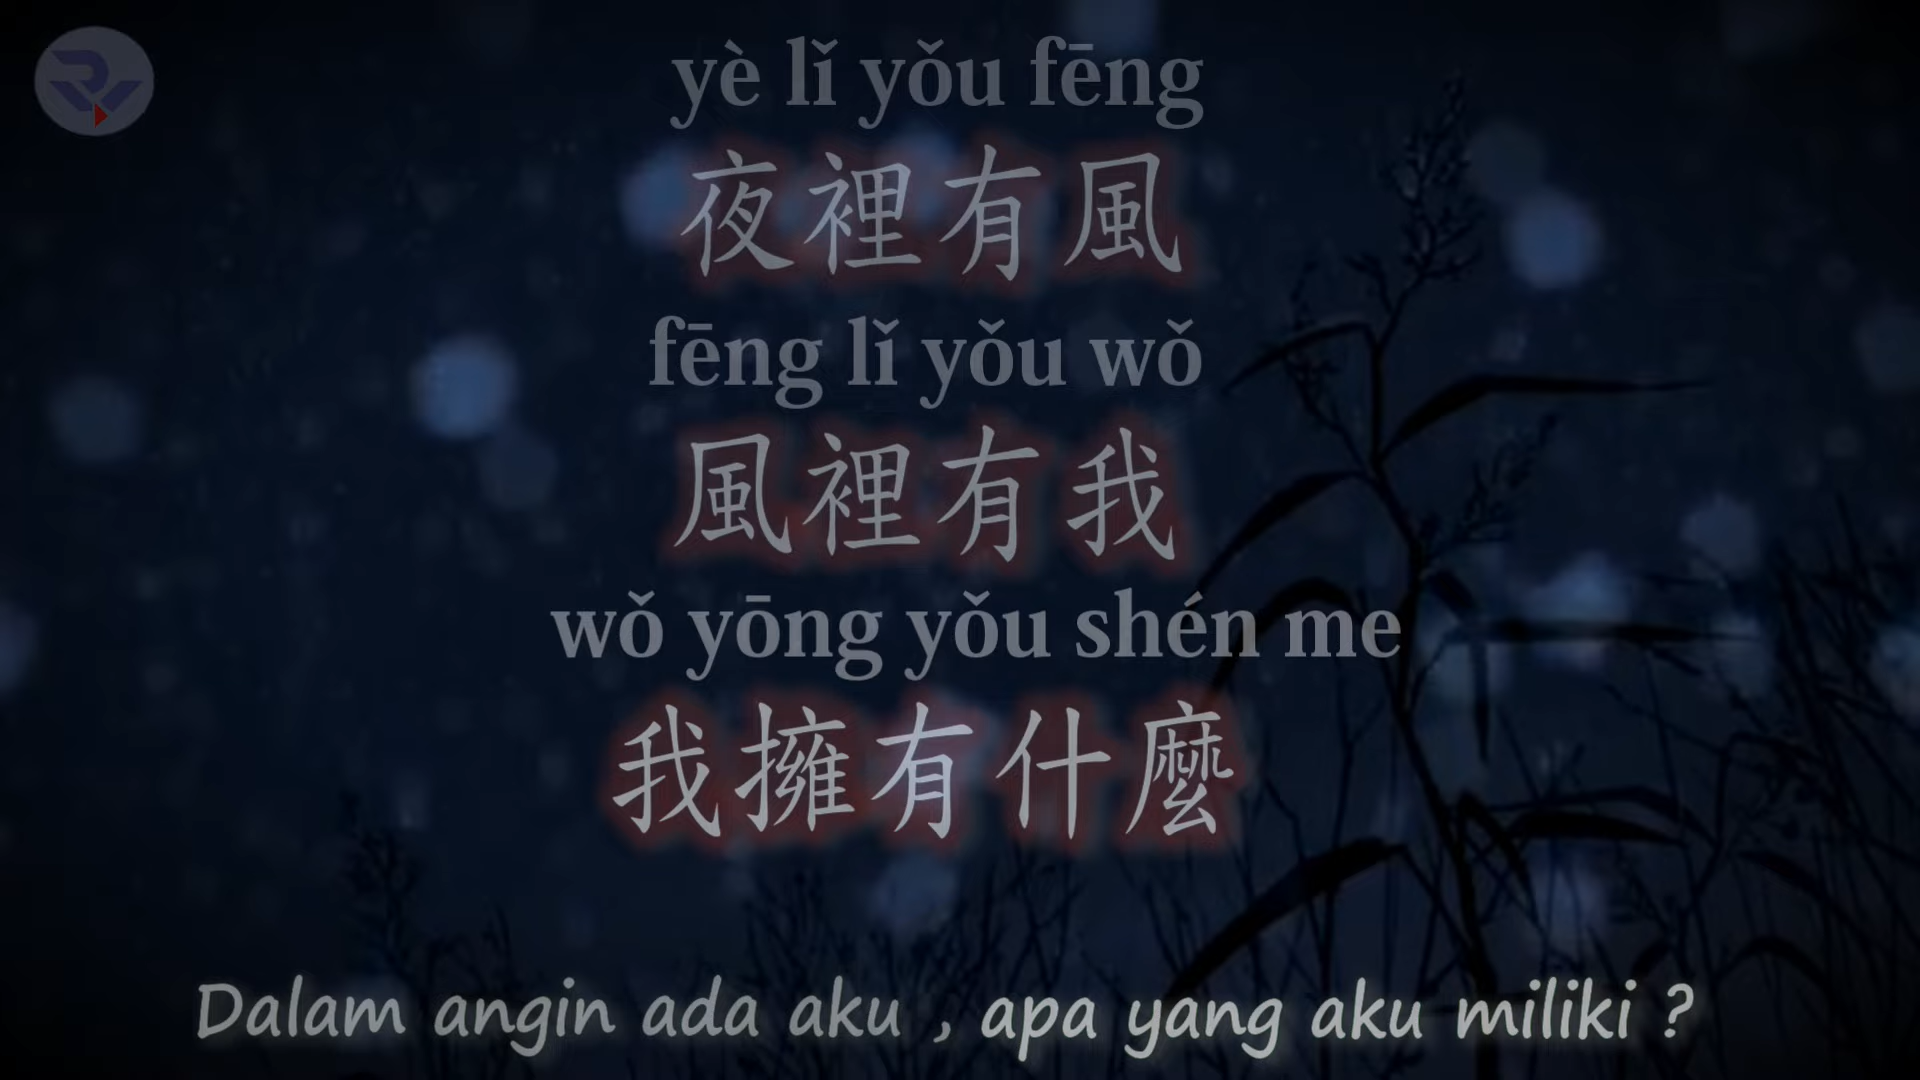 yè lǐ yǒu fēng
夜裡有風
fēng lǐ yǒu wǒ
風裡有我
wǒ yōng yǒu shén me
我擁有什麼
Dalam angin ada aku , apa yang aku miliki ?